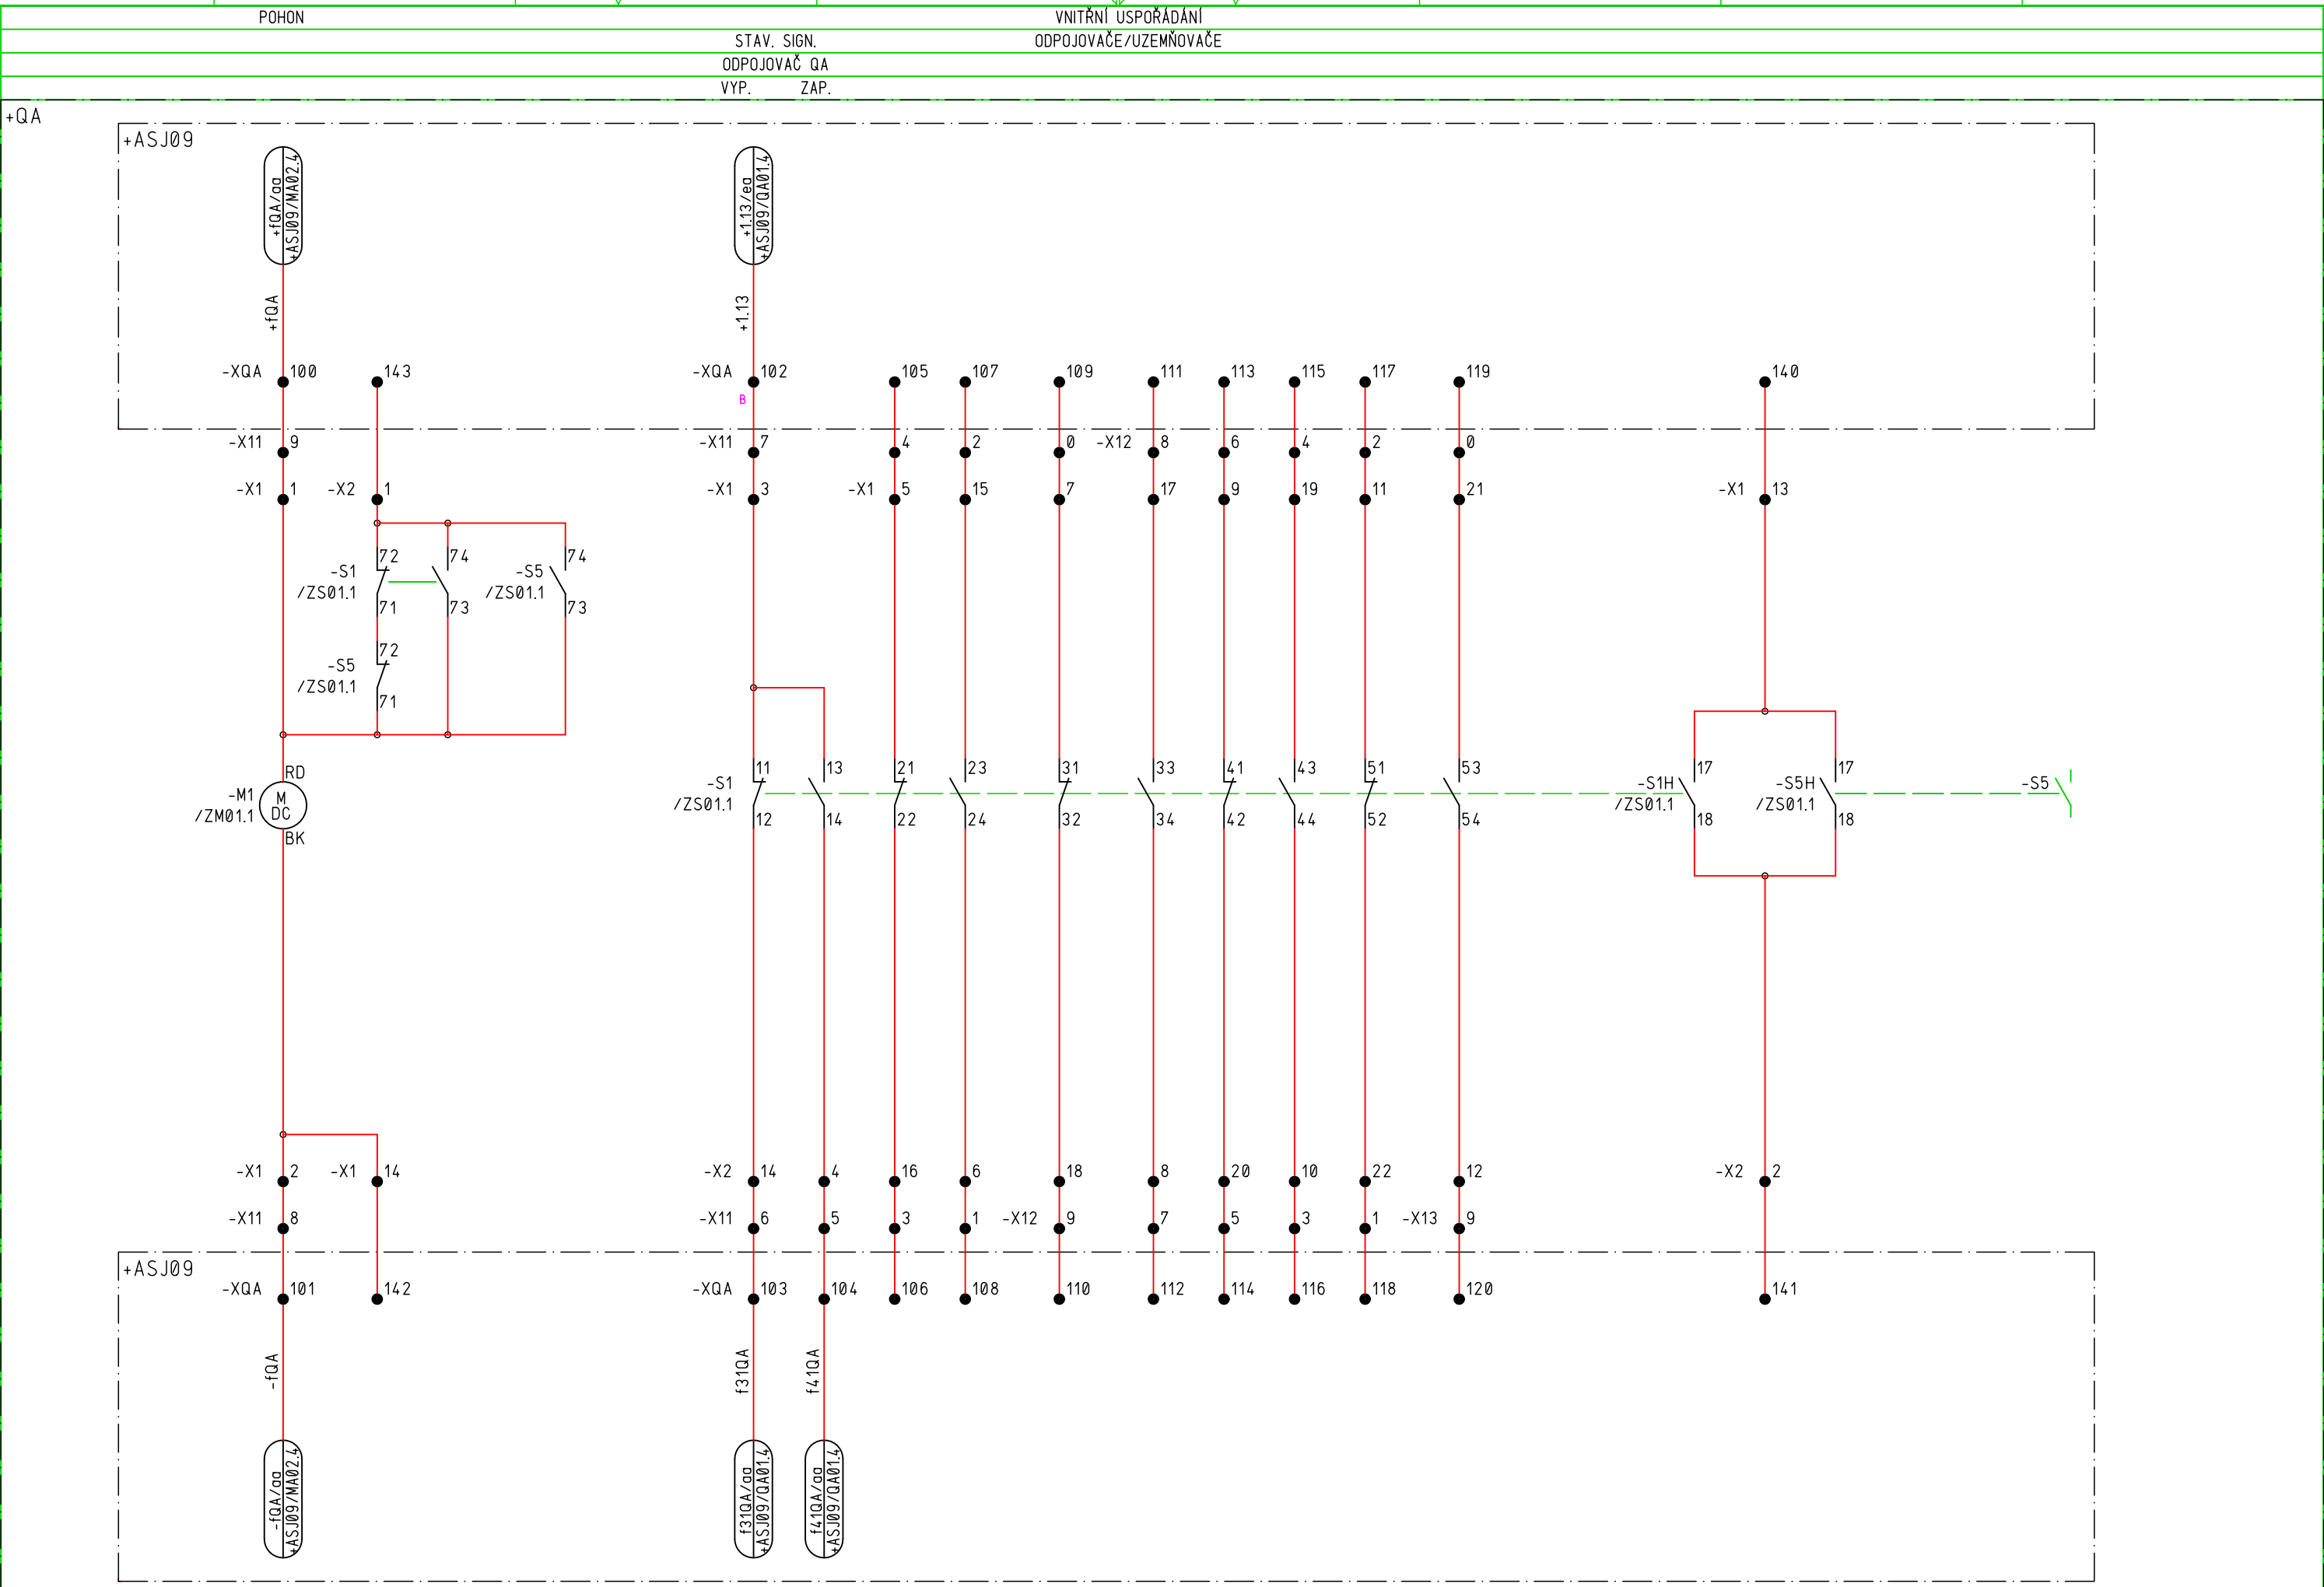 POHON VNITŘNÍ USPOŘÁDÁNÍ
STAV. SIGN. ODPOJOVAČE/UZEMŇOVAČE
ODPOJOVAČ QA
VYP. ZAP.
+QA
+ASJ09
+fQA/aa
+ASJ09/MA02.4
+1.13/ea
+ASJ09/QA01.4
+fQA +1.13
-XQA 100 143 -XQA 102 105 107 109 111 113 115 117 119 140
B
-X11 9 -X11 7 4 2 0 -X12 8 6 4 2 0
-X1 1 -X2 1 -X1 3 -X1 5 15 7 17 9 19 11 21 -X1 13
72 74 74
-S1 -S5
/ZS01.1 /ZS01.1
71 73 73
72
-S5
/ZS01.1
71
RD 11 13 21 23 31 33 41 43 51 53 17 17
-M1 M -S1 -S1H -S5H -S5
/ZM01.1 DC /ZS01.1 /ZS01.1 /ZS01.1
BK 12 14 22 24 32 34 42 44 52 54 18 18
-X1 2 -X1 14 -X2 14 4 16 6 18 8 20 10 22 12 -X2 2
-X11 8 -X11 6 5 3 1 -X12 9 7 5 3 1 -X13 9
+ASJ09
-XQA 101 142 -XQA 103 104 106 108 110 112 114 116 118 120 141
-fQA f31QA f41QA
-fQA/aa
+ASJ09/MA02.4
f31QA/aa
+ASJ09/QA01.4
f41QA/aa
+ASJ09/QA01.4